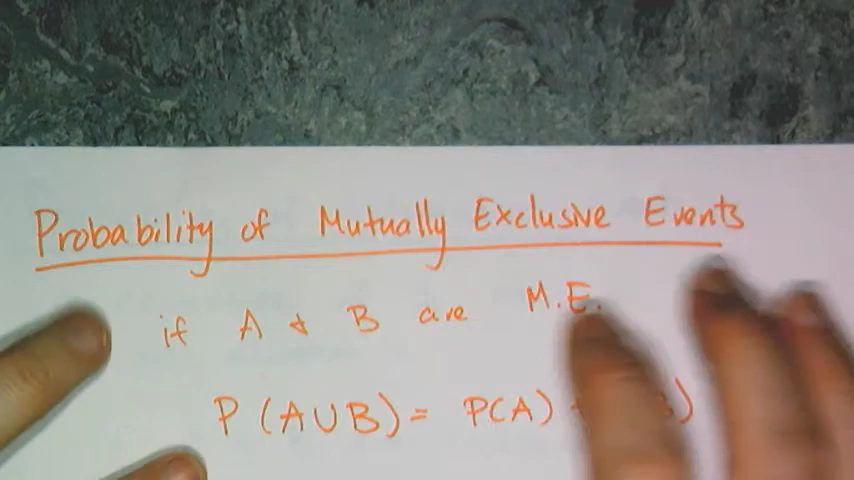 Probability of Mutually Exclusive Events
if A & B are M.E.
P (A∪B) = P(A)